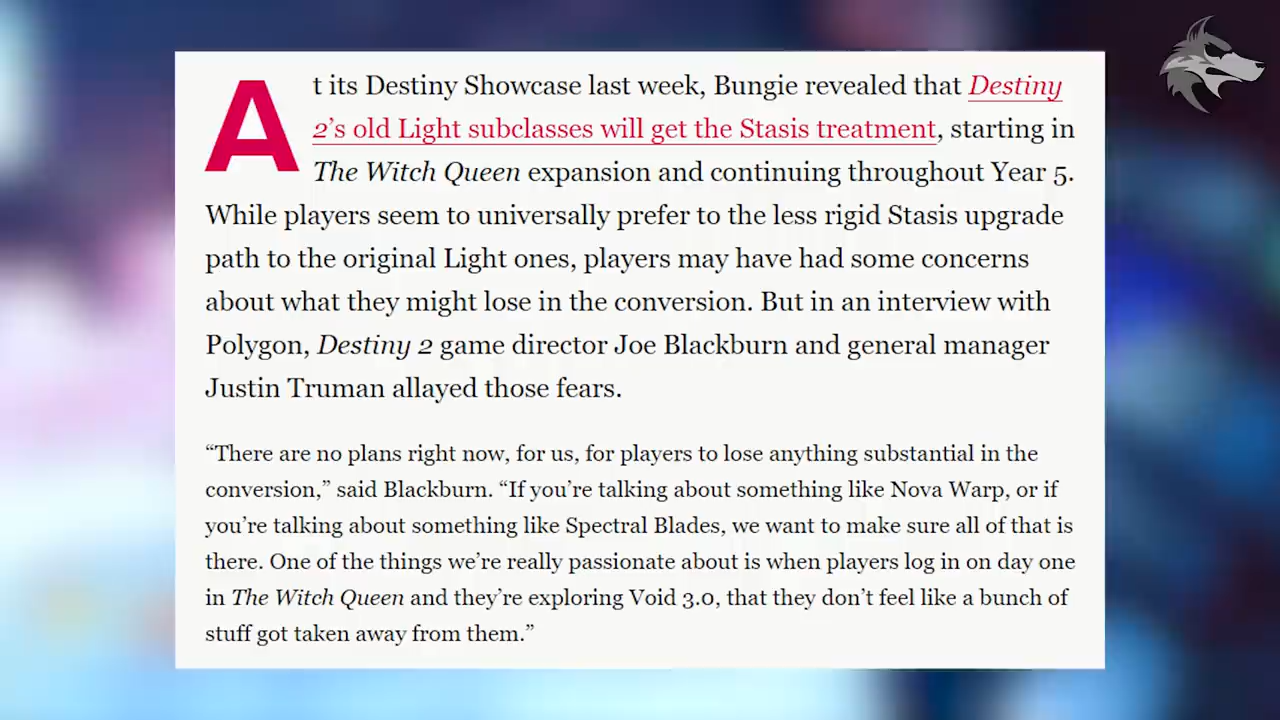 At its Destiny Showcase last week, Bungie revealed that Destiny
2’s old Light subclasses will get the Stasis treatment, starting in
The Witch Queen expansion and continuing throughout Year 5.
While players seem to universally prefer to the less rigid Stasis upgrade
path to the original Light ones, players may have had some concerns
about what they might lose in the conversion. But in an interview with
Polygon, Destiny 2 game director Joe Blackburn and general manager
Justin Truman allayed those fears.
“There are no plans right now, for us, for players to lose anything substantial in the
conversion,” said Blackburn. “If you’re talking about something like Nova Warp, or if
you’re talking about something like Spectral Blades, we want to make sure all of that is
there. One of the things we’re really passionate about is when players log in on day one
in The Witch Queen and they’re exploring Void 3.0, that they don’t feel like a bunch of
stuff got taken away from them.”